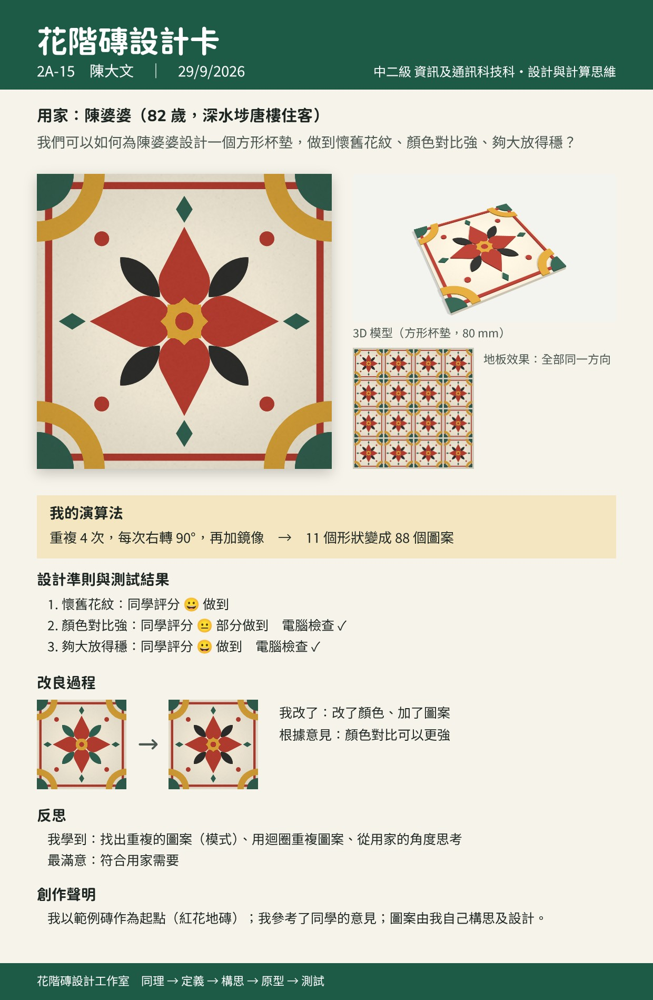 花階磚設計卡
2A-15 陳大文 | 29/9/2026
中二級 資訊及通訊科技科・設計與計算思維
用家：陳婆婆（82 歲，深水埗唐樓住客）
我們可以如何為陳婆婆設計一個方形杯墊，做到懷舊花紋、顏色對比強、夠大放得穩？
3D 模型（方形杯墊，80 mm）
地板效果：全部同一方向
我的演算法
重複 4 次，每次右轉 90°，再加鏡像 → 11 個形狀變成 88 個圖案
設計準則與測試結果
1. 懷舊花紋：同學評分 😀 做到
2. 顏色對比強：同學評分 😐 部分做到 電腦檢查 ✓
3. 夠大放得穩：同學評分 😀 做到 電腦檢查 ✓
改良過程
→
我改了：改了顏色、加了圖案
根據意見：顏色對比可以更強
反思
我學到：找出重複的圖案（模式）、用迴圈重複圖案、從用家的角度思考
最滿意：符合用家需要
創作聲明
我以範例磚作為起點（紅花地磚）；我參考了同學的意見；圖案由我自己構思及設計。
花階磚設計工作室 同理 → 定義 → 構思 → 原型 → 測試